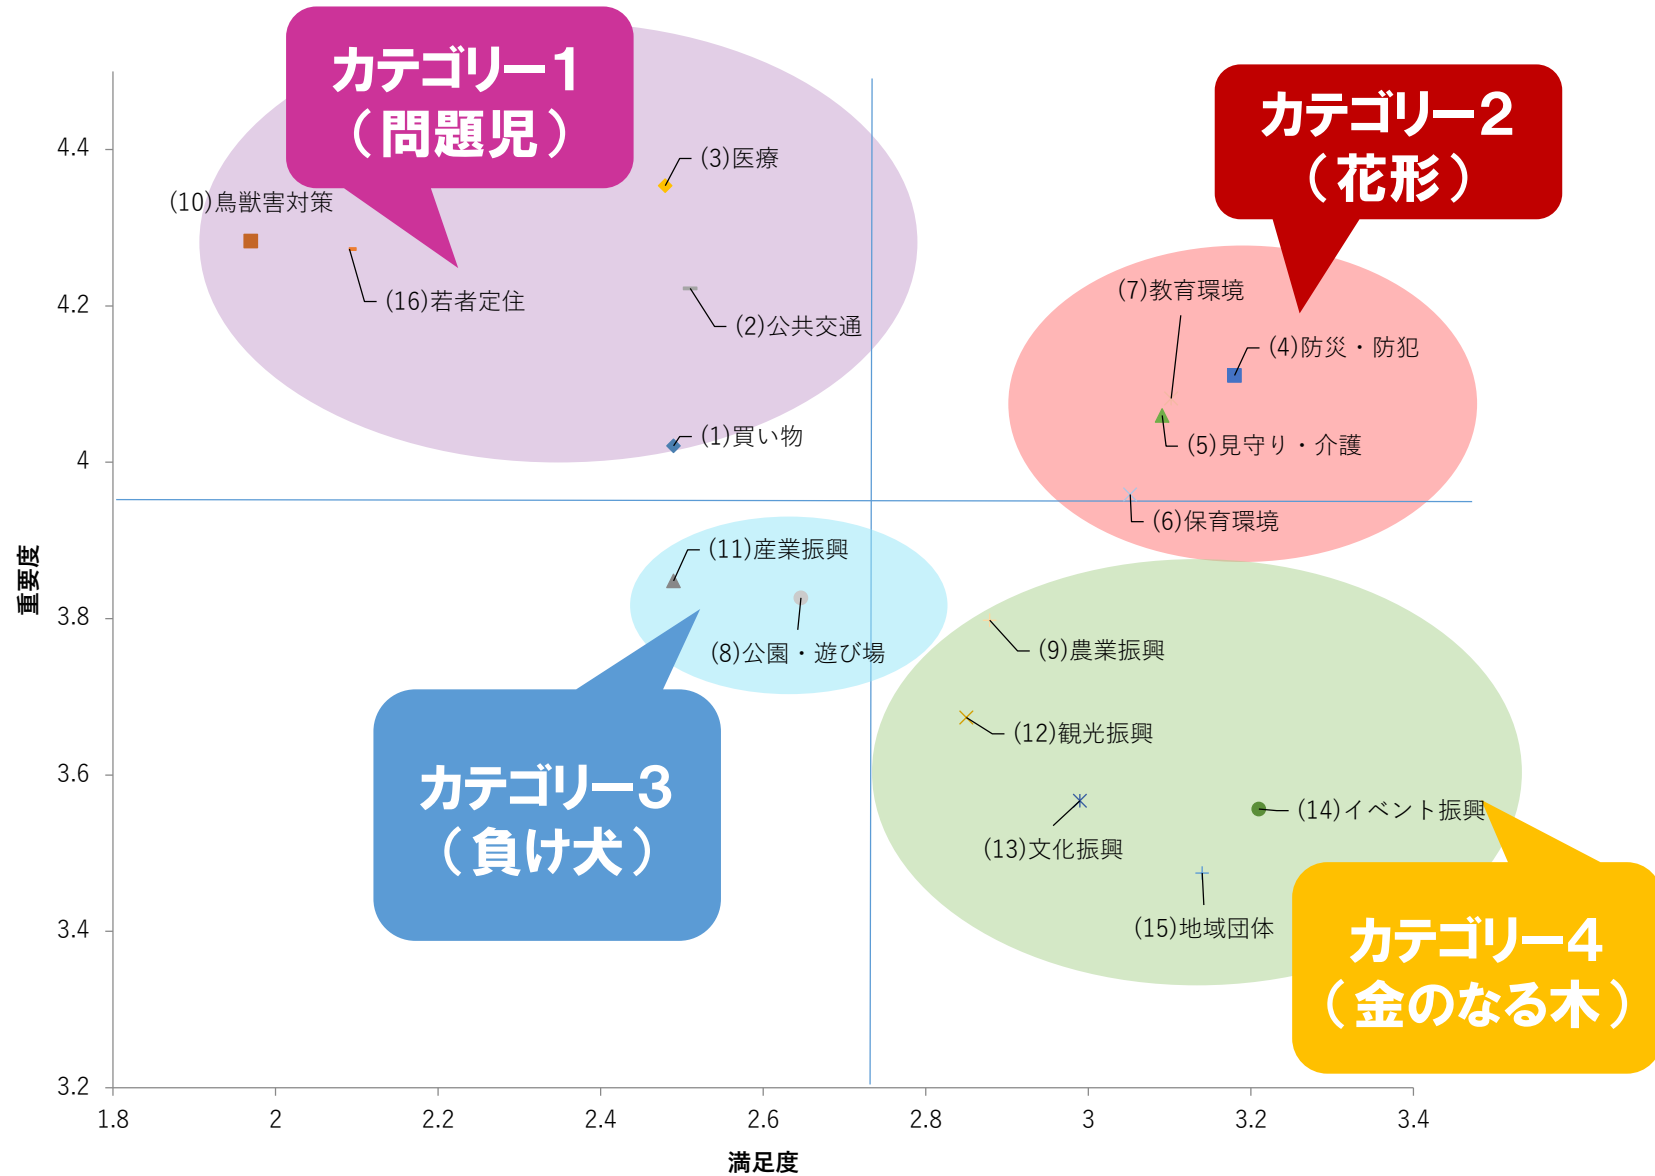 カテゴリー1
（問題児）
カテゴリー2
（花形）
4.4
(3)医療
(10)鳥獣害対策
(7)教育環境
4.2
(16)若者定住
(2)公共交通
(4)防災・防犯
(1)買い物
(5)見守り・介護
4
(6)保育環境
(11)産業振興
重要度
3.8
(8)公園・遊び場
(9)農業振興
(12)観光振興
3.6
カテゴリー3
（負け犬）
(14)イベント振興
(13)文化振興
3.4
(15)地域団体
カテゴリー4
（金のなる木）
3.2
1.8
2
2.2
2.4
2.6
2.8
3
3.2
3.4
満足度